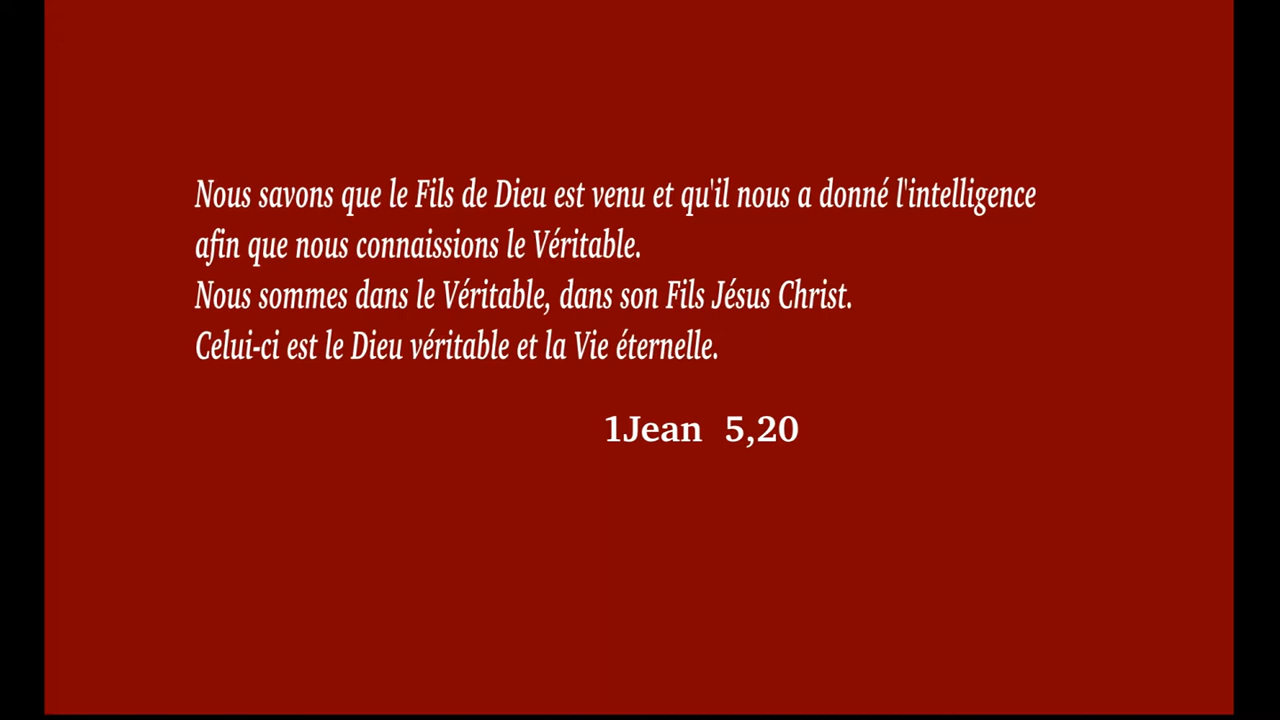 Nous savons que le Fils de Dieu est venu et qu'il nous a donné l'intelligence
afin que nous connaissions le Véritable.
Nous sommes dans le Véritable, dans son Fils Jésus Christ.
Celui-ci est le Dieu véritable et la Vie éternelle.
1Jean 5,20